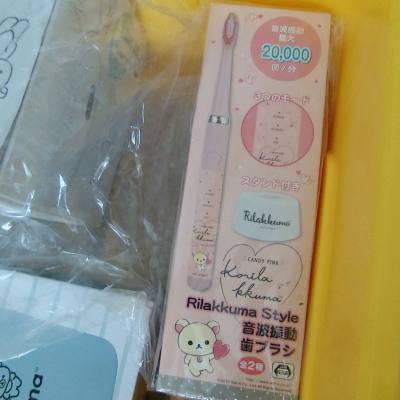 音波振動
最大
20,000
回/分
3つのモード
Korila
スタンド付き
Rilakkuma
CANDY PINK
Korila
kkuma
Rilakkuma Style
音波振動
歯ブラシ
全2種